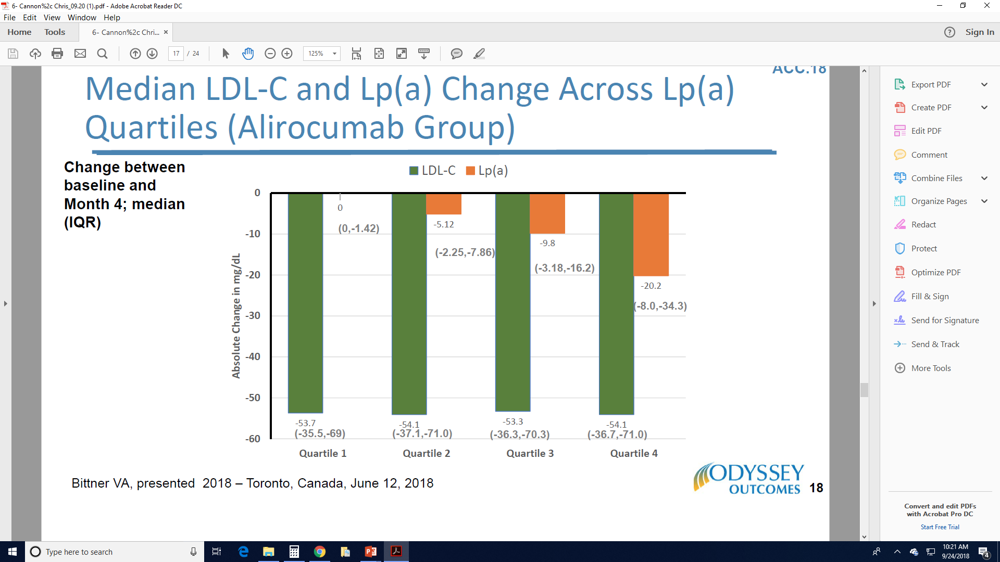 6- Cannon%2c Chris_09.20 (1).pdf - Adobe Acrobat Reader DC
File Edit View Window Help
Home Tools 6- Cannon%2c Chri... × ? Sign In
17 / 24 125%
ACC.18
Median LDL-C and Lp(a) Change Across Lp(a)
Quartiles (Alirocumab Group)
Change between
baseline and
Month 4; median
(IQR)
LDL-C Lp(a)
Absolute Change in mg/dL
0
-10
-20
-30
-40
-50
-60
0
(0,-1.42)
-5.12
(-2.25,-7.86)
-9.8
(-3.18,-16.2)
-20.2
(-8.0,-34.3)
-53.7
(-35.5,-69)
-54.1
(-37.1,-71.0)
-53.3
(-36.3,-70.3)
-54.1
(-36.7,-71.0)
Quartile 1 Quartile 2 Quartile 3 Quartile 4
Bittner VA, presented 2018 – Toronto, Canada, June 12, 2018
ODYSSEY
OUTCOMES
18
Export PDF
Create PDF
Edit PDF
Comment
Combine Files
Organize Pages
Redact
Protect
Optimize PDF
Fill & Sign
Send for Signature
Send & Track
More Tools
Convert and edit PDFs
with Acrobat Pro DC
Start Free Trial
Type here to search
10:21 AM
9/24/2018
4